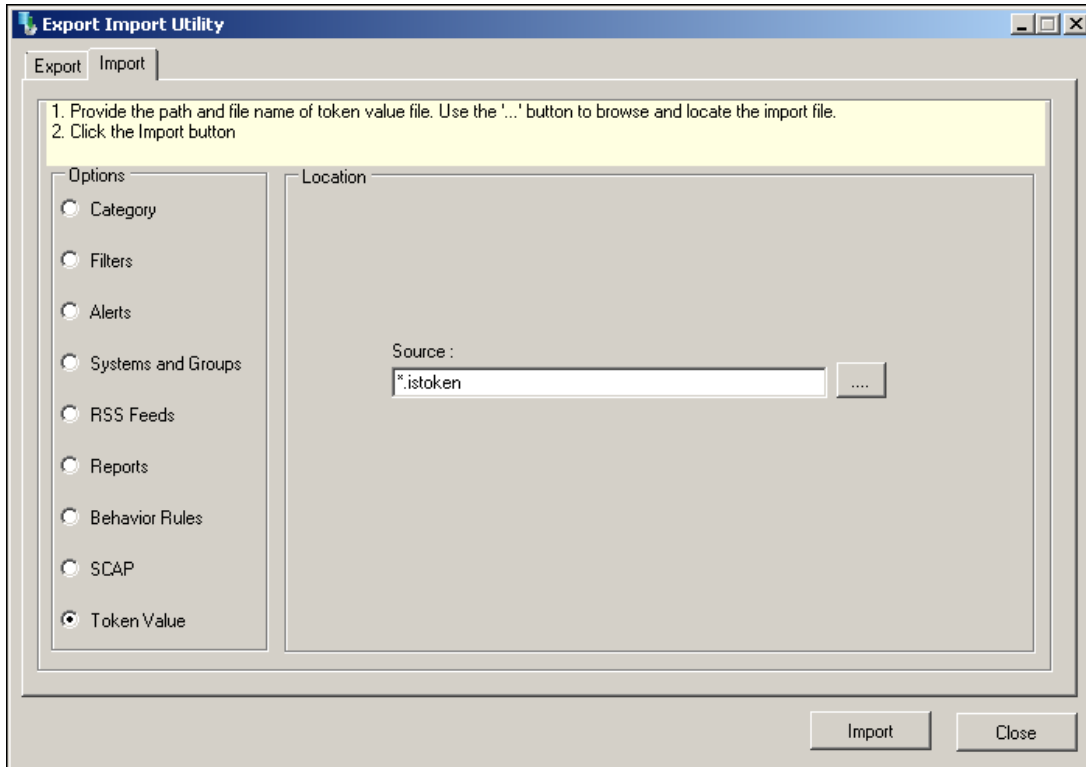 Export Import Utility
Export
Import
1. Provide the path and file name of token value file. Use the '...' button to browse and locate the import file.
2. Click the Import button
Options
Category
Filters
Alerts
Systems and Groups
RSS Feeds
Reports
Behavior Rules
SCAP
Token Value
Location
Source :
*.istoken
....
Import
Close